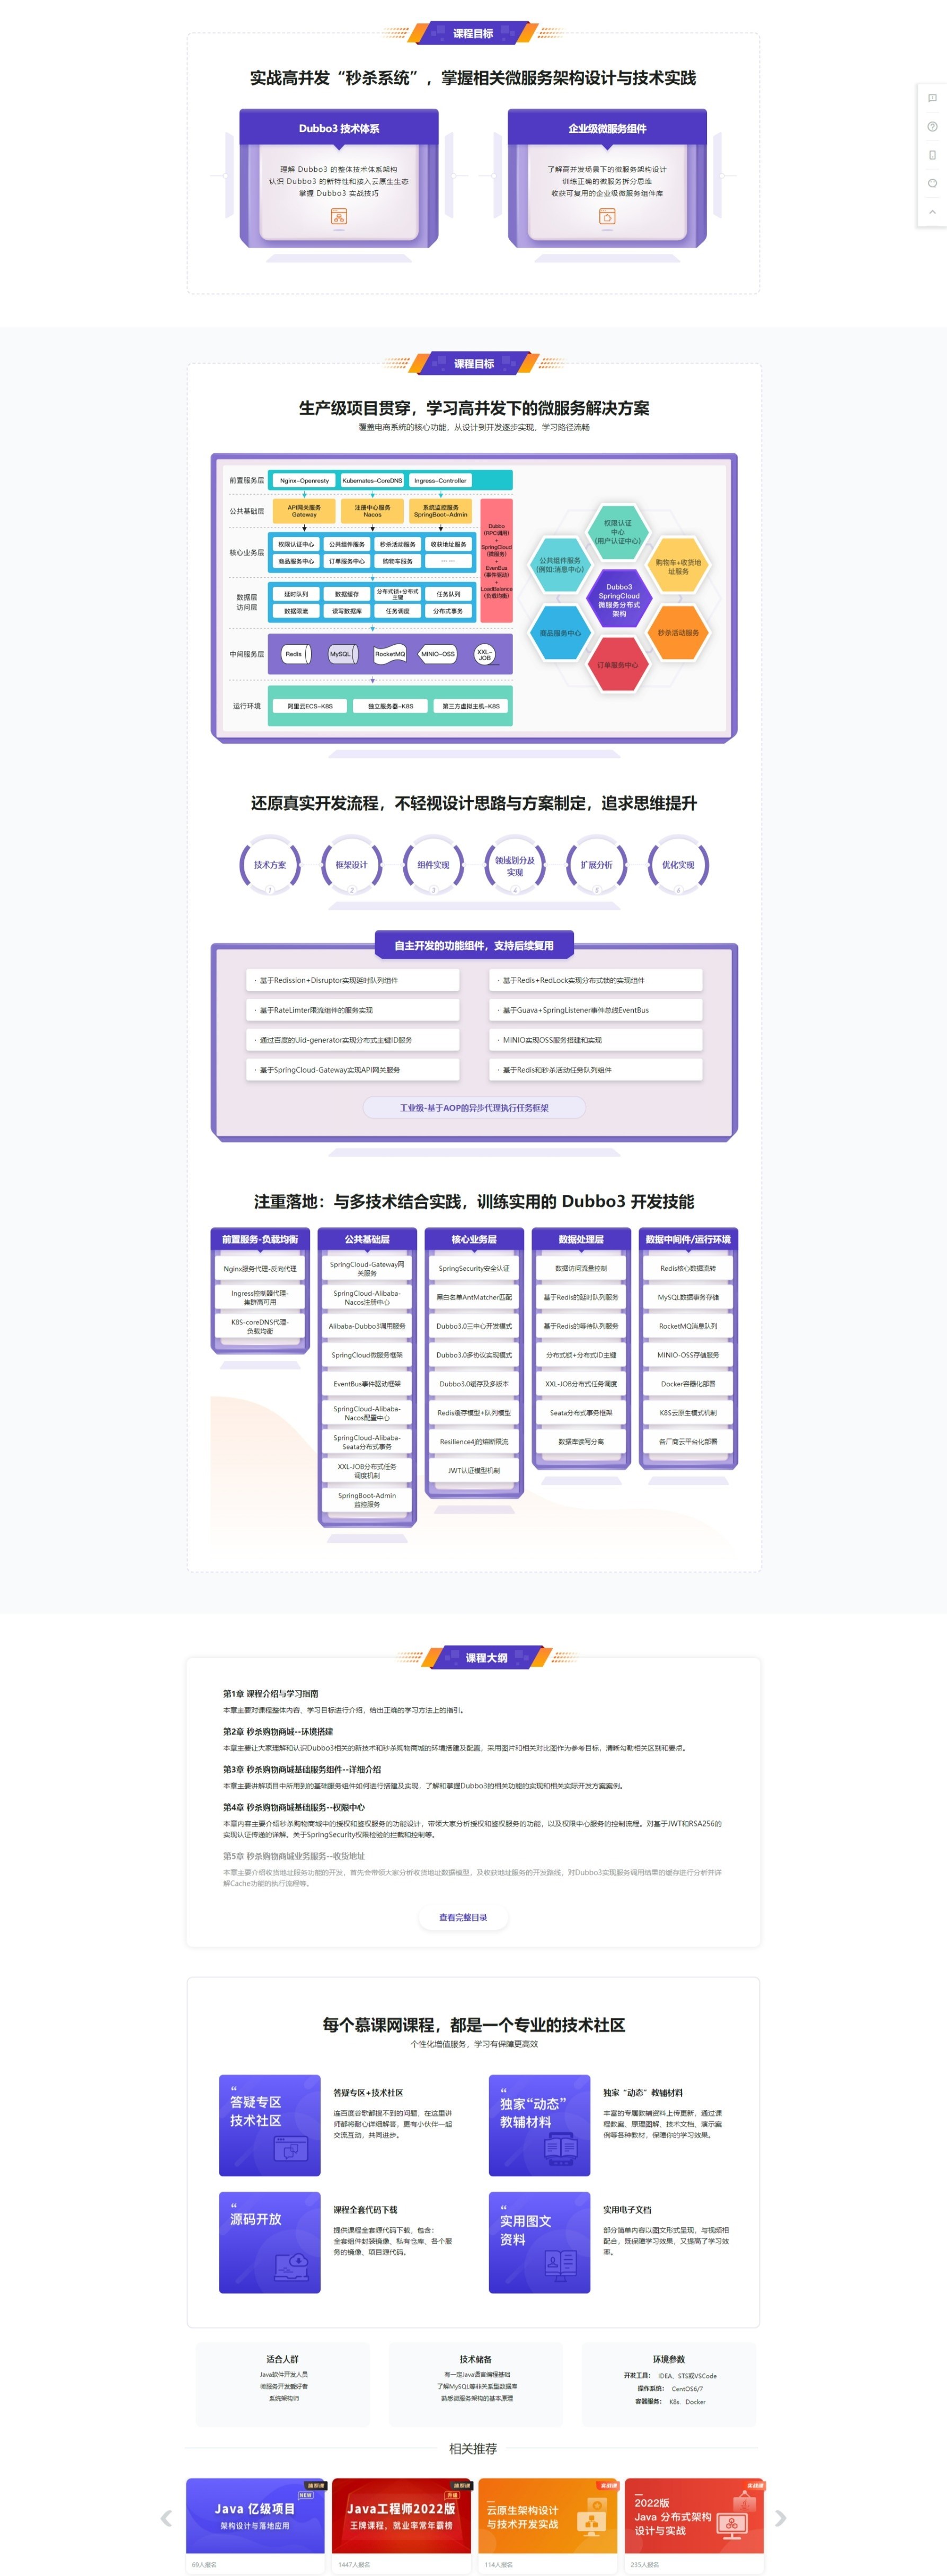 课程目标
实战高并发“秒杀系统”，掌握相关微服务架构设计与技术实践
Dubbo3 技术体系
理解 Dubbo3 的整体技术体系架构
认识 Dubbo3 的新特性和接入云原生生态
掌握 Dubbo3 实战技巧
企业级微服务组件
了解高并发场景下的微服务架构设计
训练正确的微服务拆分思维
收获可复用的企业级微服务组件库
课程目标
生产级项目贯穿，学习高并发下的微服务解决方案
覆盖电商系统的核心功能，从设计到开发逐步实现，学习路径流畅
前置服务层
Nginx-Openresty
Kubernates-CoreDNS
Ingress-Controller
公共基础层
API网关服务
Gateway
注册中心服务
Nacos
系统监控服务
SpringBoot-Admin
核心业务层
权限认证中心
公共组件服务
秒杀活动服务
收获地址服务
商品服务中心
订单服务中心
购物车服务
... ...
数据层
访问层
延时队列
数据缓存
分布式锁+分布式
主键
任务队列
数据限流
读写数据库
任务调度
分布式事务
Dubbo
(RPC调用)
+
SpringCloud
(微服务)
+
EvenBus
(事件驱动)
+
LoadBalance
(负载均衡)
中间服务层
Redis
MySQL
RocketMQ
MINIO-OSS
XXL-
JOB
运行环境
阿里云ECS-K8S
独立服务器-K8S
第三方虚拟主机-K8S
权限认证
中心
(用户认证中心)
公共组件服务
(例如:消息中心)
购物车+收货地
址服务
Dubbo3
SpringCloud
微服务分布式
架构
商品服务中心
秒杀活动服务
订单服务中心
还原真实开发流程，不轻视设计思路与方案制定，追求思维提升
技术方案
1
框架设计
2
组件实现
3
领域划分及
实现
4
扩展分析
5
优化实现
6
自主开发的功能组件，支持后续复用
· 基于Redission+Disruptor实现延时队列组件
· 基于Redis+RedLock实现分布式锁的实现组件
· 基于RateLimter限流组件的服务实现
· 基于Guava+SpringListener事件总线EventBus
· 通过百度的Uid-generator实现分布式主键ID服务
· MINIO实现OSS服务搭建和实现
· 基于SpringCloud-Gateway实现API网关服务
· 基于Redis和秒杀活动任务队列组件
工业级-基于AOP的异步代理执行任务框架
注重落地：与多技术结合实践，训练实用的 Dubbo3 开发技能
前置服务-负载均衡
Nginx服务代理-反向代理
Ingress控制器代理-
集群高可用
K8S-coreDNS代理-
负载均衡
公共基础层
SpringCloud-Gateway网
关服务
SpringCloud-Alibaba-
Nacos注册中心
Alibaba-Dubbo3调用服务
SpringCloud微服务框架
EventBus事件驱动框架
SpringCloud-Alibaba-
Nacos配置中心
SpringCloud-Alibaba-
Seata分布式事务
XXL-JOB分布式任务
调度机制
SpringBoot-Admin
监控服务
核心业务层
SpringSecurity安全认证
黑白名单AntMatcher匹配
Dubbo3.0三中心开发模式
Dubbo3.0多协议实现模式
Dubbo3.0缓存及多版本
Redis缓存模型+队列模型
Resilience4j的熔断限流
JWT认证模型机制
数据处理层
数据访问流量控制
基于Redis的延时队列服务
基于Redis的等待队列服务
分布式锁+分布式ID主键
XXL-JOB分布式任务调度
Seata分布式事务框架
数据库读写分离
数据中间件/运行环境
Redis核心数据流转
MySQL数据事务存储
RocketMQ消息队列
MINIO-OSS存储服务
Docker容器化部署
K8S云原生模式机制
各厂商云平台化部署
课程大纲
第1章 课程介绍与学习指南
本章主要对课程整体内容、学习目标进行介绍，给出正确的学习方法上的指引。
第2章 秒杀购物商城--环境搭建
本章主要让大家理解和认识Dubbo3相关的新技术和秒杀购物商城的环境搭建及配置，采用图片和相关对比图作为参考目标，清晰勾勒相关区别和要点。
第3章 秒杀购物商城基础服务组件--详细介绍
本章主要讲解项目中所用到的基础服务组件如何进行搭建及实现，了解和掌握Dubbo3的相关功能的实现和相关实际开发方案案例。
第4章 秒杀购物商城基础服务--权限中心
本章内容主要介绍秒杀购物商城中的授权和鉴权服务的功能设计，带领大家分析授权和鉴权服务的功能，以及权限中心服务的控制流程。对基于JWT和RSA256的
实现认证传递的详解。关于SpringSecurity权限检验的拦截和控制等。
第5章 秒杀购物商城业务服务--收货地址
本章主要介绍收货地址服务功能的开发，首先会带领大家分析收货地址数据模型，及收获地址服务的开发路线，对Dubbo3实现服务调用结果的缓存进行分析并详
解Cache功能的执行流程等。
查看完整目录
每个慕课网课程，都是一个专业的技术社区
个性化增值服务，学习有保障更高效
“
答疑专区
技术社区
答疑专区+技术社区
连百度谷歌都搜不到的问题，在这里讲
师都将耐心详细解答，更有小伙伴一起
交流互动，共同进步。
“
独家“动态”
教辅材料
独家“动态”教辅材料
丰富的专属教辅资料上传更新，通过课
程教案、原理图解、技术文档、演示案
例等各种教材，保障你的学习效果。
“
源码开放
课程全套代码下载
提供课程全套源代码下载，包含：
全套组件封装镜像，私有仓库、各个服
务的镜像，项目源代码。
“
实用图文
资料
实用电子文档
部分简单内容以图文形式呈现，与视频相
配合，既保障学习效果，又提高了学习效
率。
适合人群
Java软件开发人员
微服务开发爱好者
系统架构师
技术储备
有一定Java语言编程基础
了解MySQL等非关系型数据库
熟悉微服务架构的基本原理
环境参数
开发工具： IDEA、STS或VSCode
操作系统： CentOS6/7
容器服务： K8s、Docker
相关推荐
体系课
NEW
Java 亿级项目
架构设计与落地应用
69人报名
体系课
升级
Java工程师2022版
王牌课程，就业率常年霸榜
1447人报名
实战课
云原生架构设计
与技术开发实战
114人报名
实战课
2022版
Java 分布式架构
设计与实战
235人报名